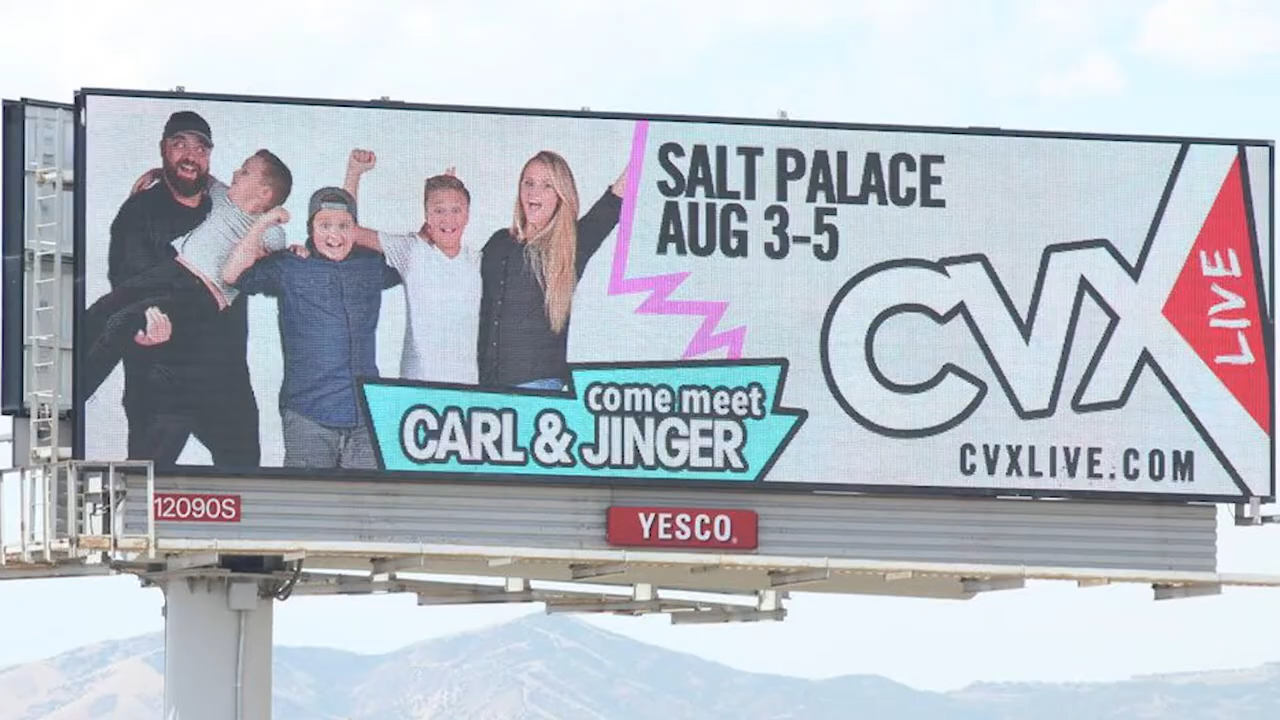 SALT PALACE
AUG 3-5
CVX
LIVE
come meet
CARL & JINGER
CVXLIVE.COM
12090S
YESCO.